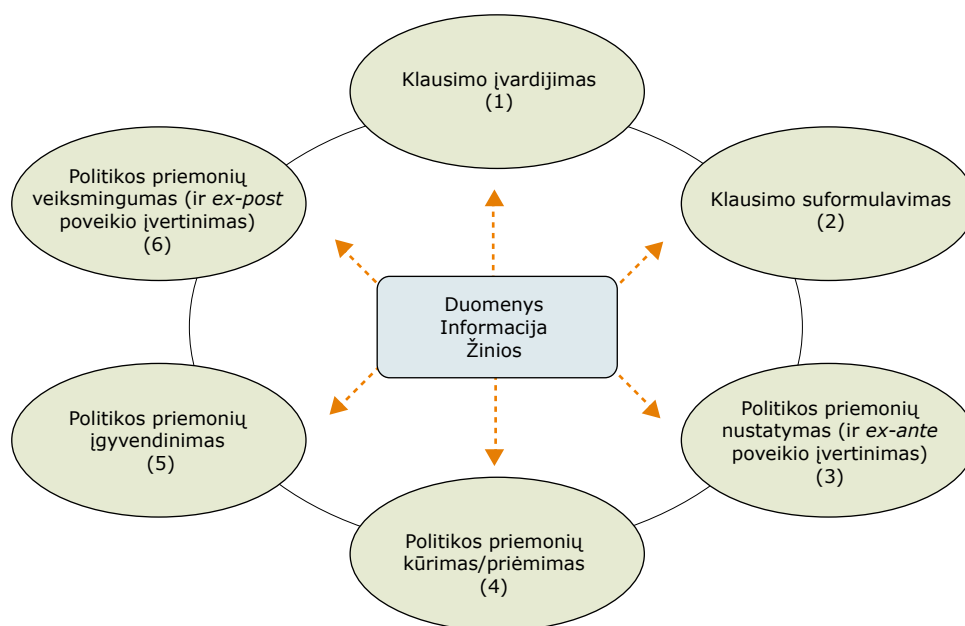 Klausimo įvardijimas
(1)
Klausimo suformulavimas
(2)
Politikos priemonių
nustatymas (ir ex-ante
poveikio įvertinimas)
(3)
Politikos priemonių
kūrimas/priėmimas
(4)
Politikos priemonių
įgyvendinimas
(5)
Politikos priemonių
veiksmingumas (ir ex-post
poveikio įvertinimas)
(6)
Duomenys
Informacija
Žinios